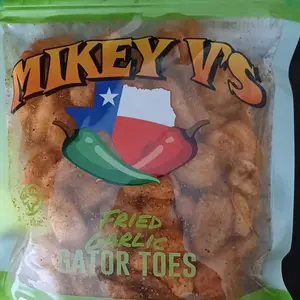 MIKEY V'S
FRIED
GARLIC
GATOR TOES